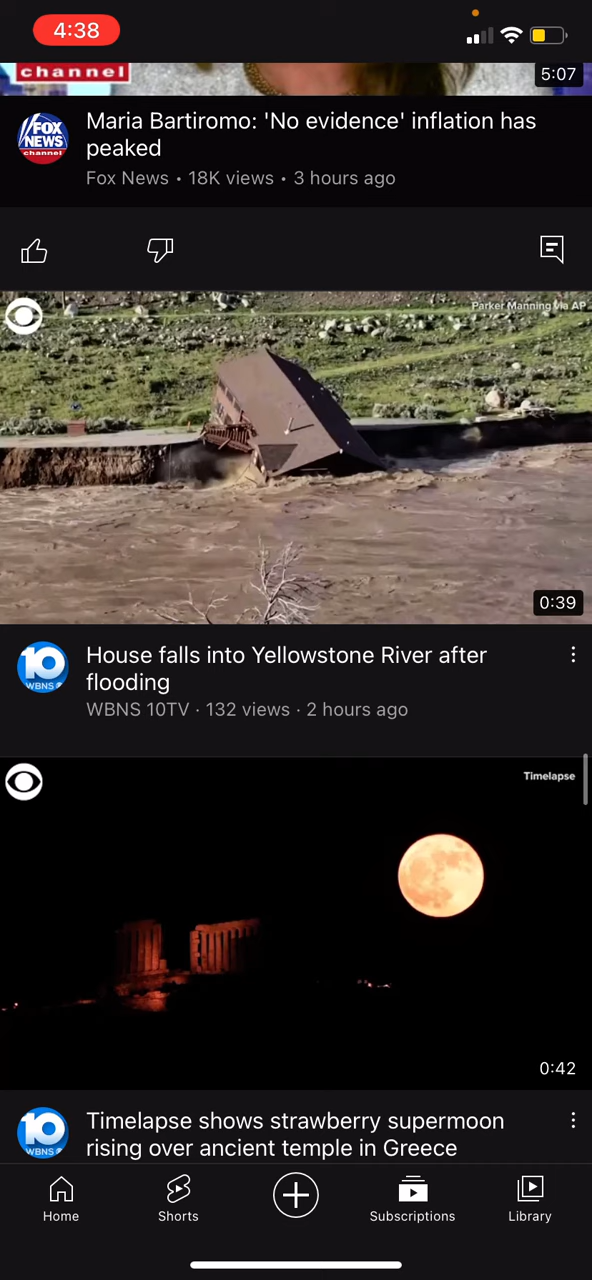 4:38
channel
5:07
FOX
NEWS
channel
Maria Bartiromo: 'No evidence' inflation has
peaked
Fox News • 18K views • 3 hours ago
Parker Manning via AP
0:39
10
WBNS
House falls into Yellowstone River after
flooding
WBNS 10TV · 132 views · 2 hours ago
Timelapse
0:42
10
WBNS
Timelapse shows strawberry supermoon
rising over ancient temple in Greece
Home
Shorts
Subscriptions
Library